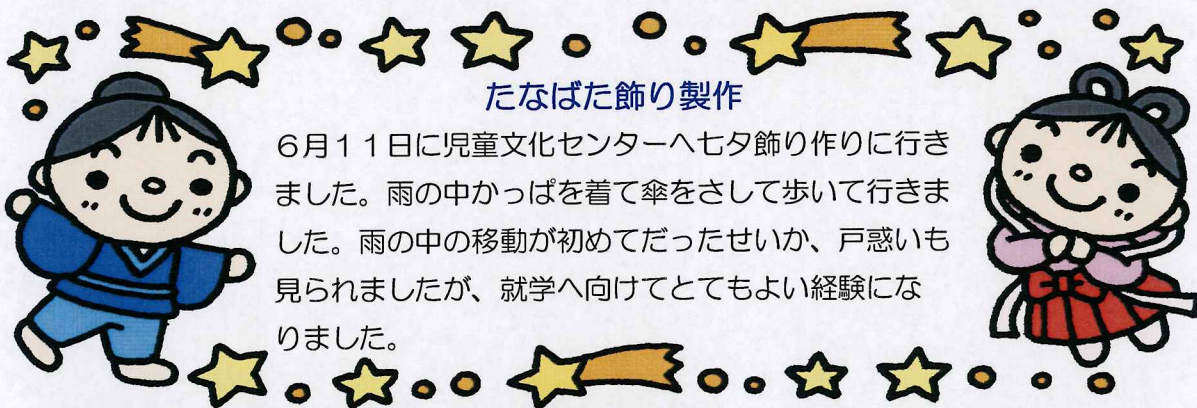 たなばた飾り製作
６月１１日に児童文化センターへ七夕飾り作りに行き
ました。雨の中かっぱを着て傘をさして歩いて行きま
した。雨の中の移動が初めてだったせいか、戸惑いも
見られましたが、就学へ向けてとてもよい経験にな
りました。